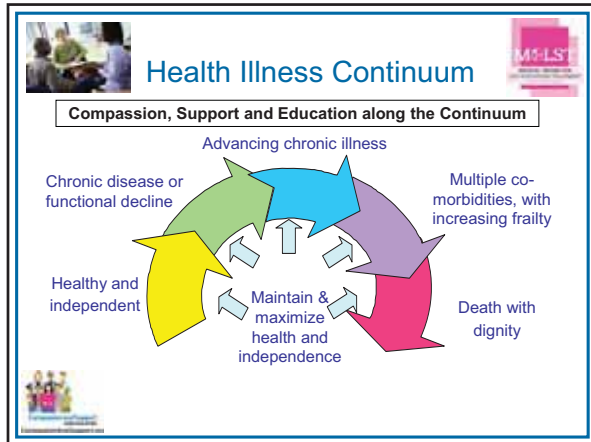 Health Illness Continuum
MOLST
Compassion, Support and Education along the Continuum
Advancing chronic illness
Chronic disease or
functional decline
Multiple co-
morbidities, with
increasing frailty
Healthy and
independent
Maintain &
maximize
health and
independence
Death with
dignity